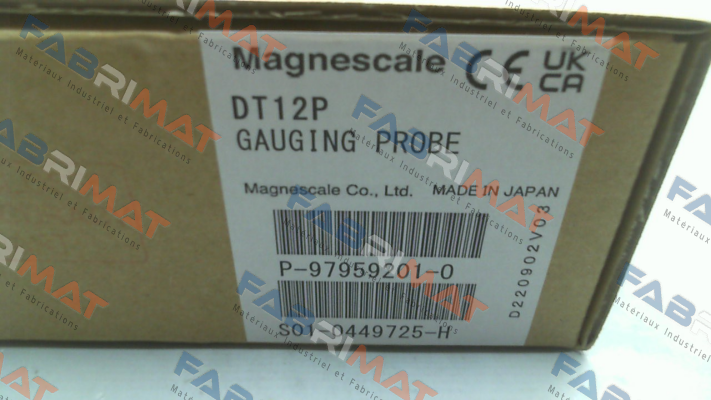 Magnescale CE UK
CA
DT12P
GAUGING PROBE
Magnescale Co., Ltd. MADE IN JAPAN
P-97959201-0
S01-0449725-H
D220902V03
FABRIMAT
Matériaux Industriel et Fabrications